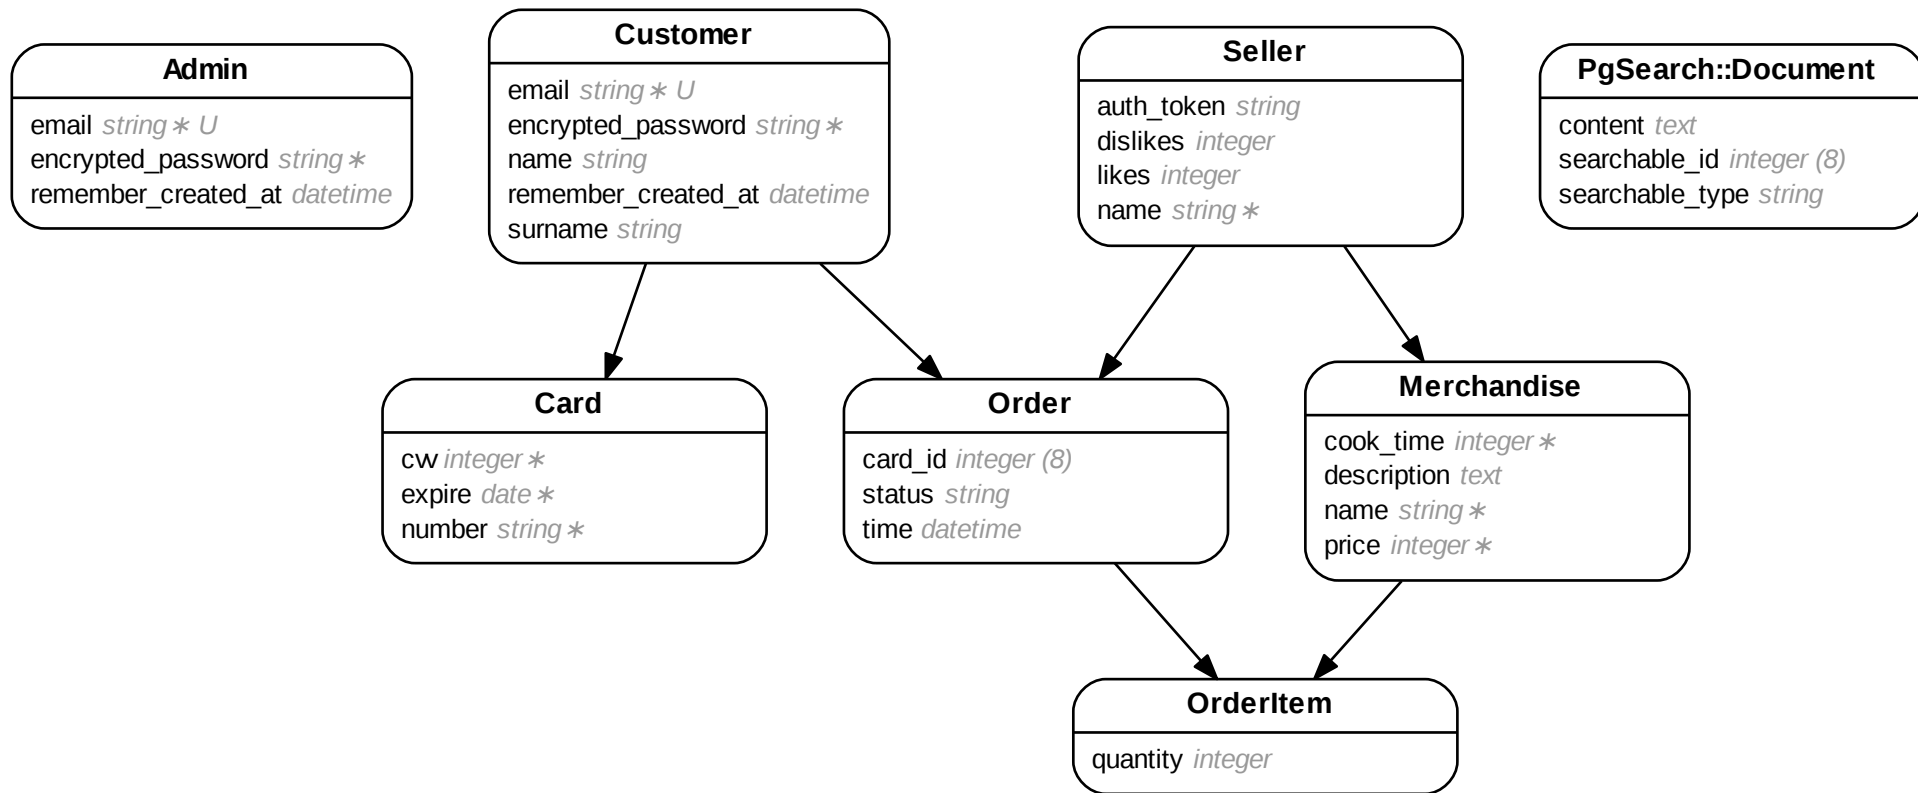 Admin
email string ∗ U
encrypted_password string ∗
remember_created_at datetime
Customer
email string ∗ U
encrypted_password string ∗
name string
remember_created_at datetime
surname string
Seller
auth_token string
dislikes integer
likes integer
name string ∗
PgSearch::Document
content text
searchable_id integer (8)
searchable_type string
Card
cvv integer ∗
expire date ∗
number string ∗
Order
card_id integer (8)
status string
time datetime
Merchandise
cook_time integer ∗
description text
name string ∗
price integer ∗
OrderItem
quantity integer